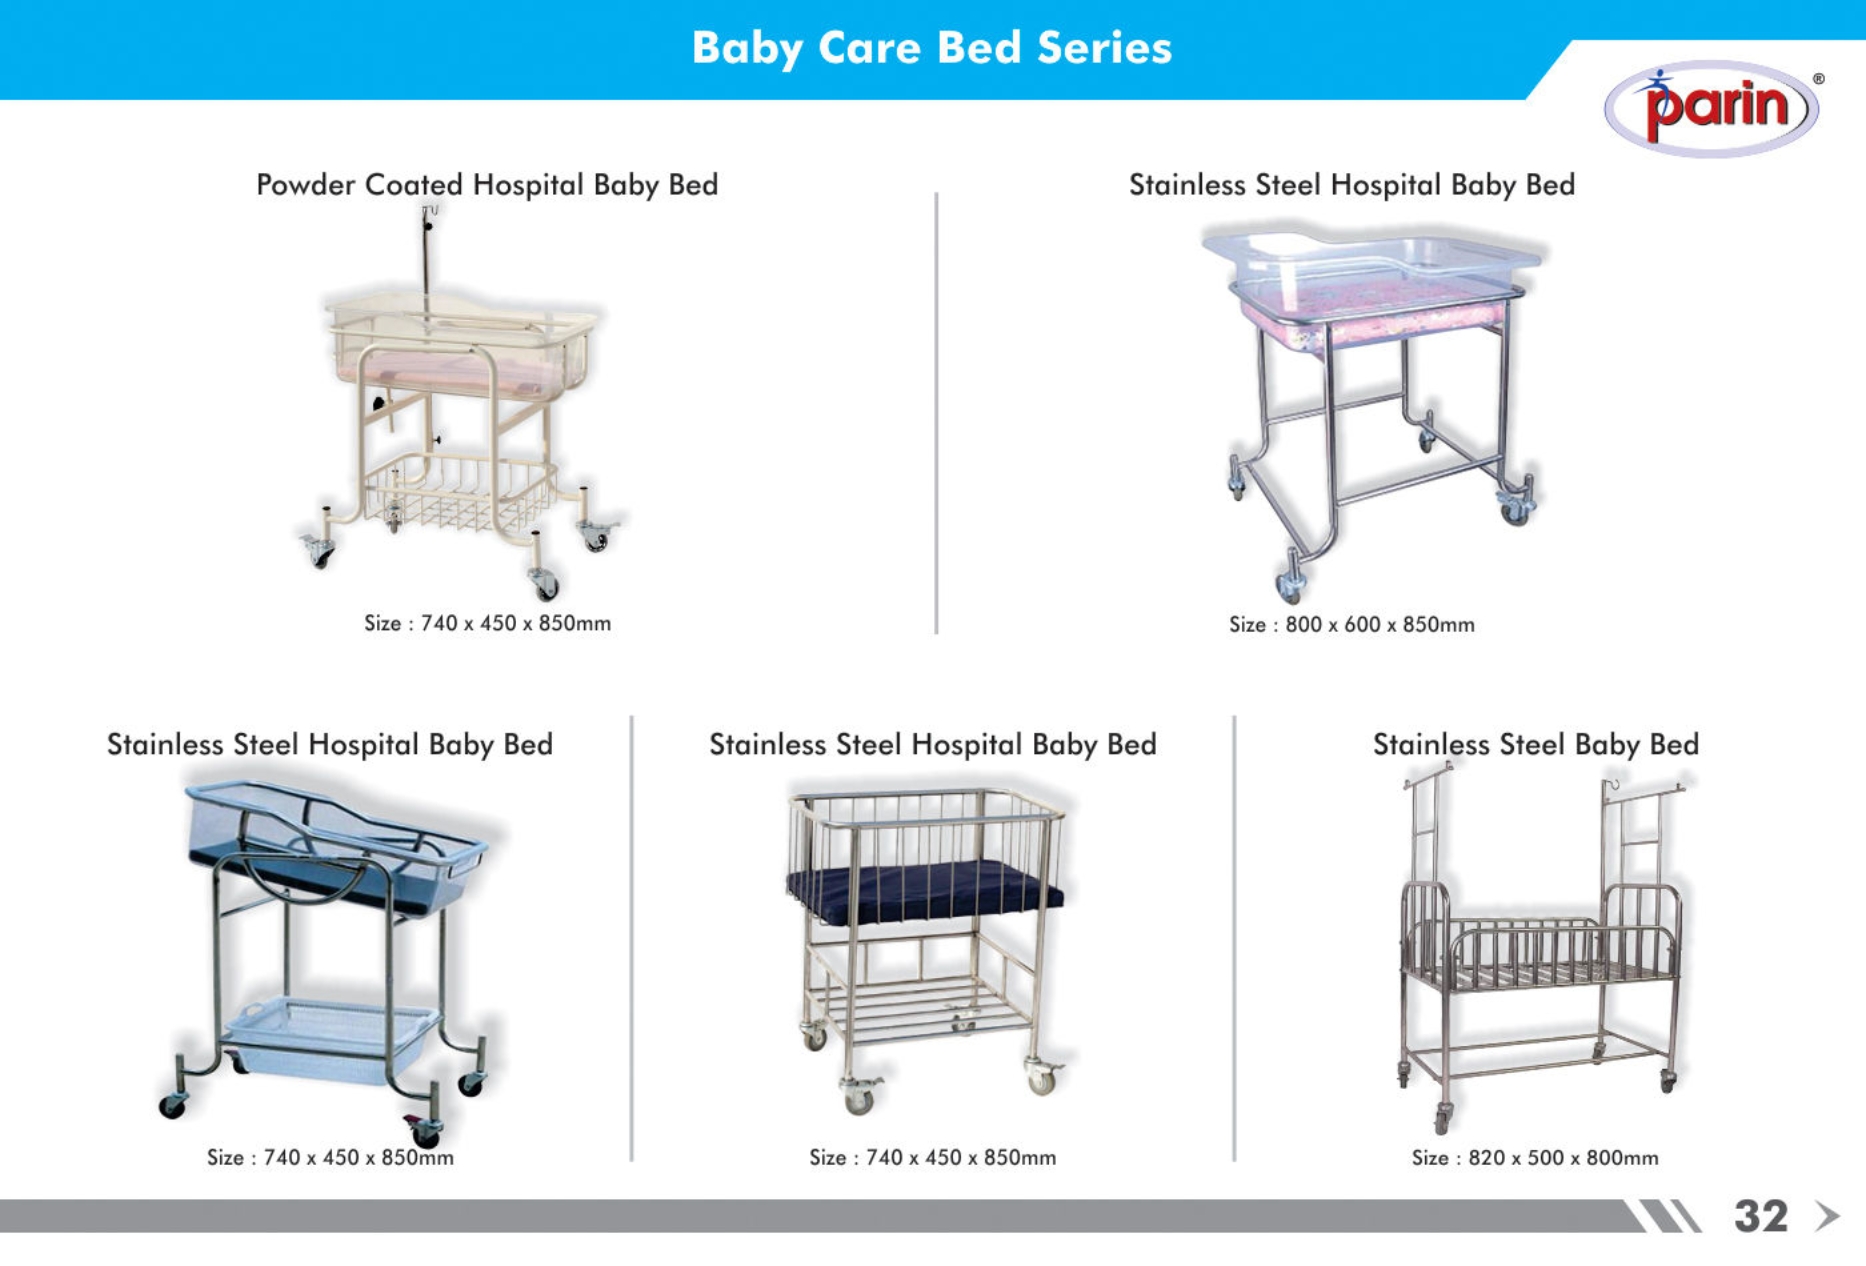 Baby Care Bed Series
parin®
Powder Coated Hospital Baby Bed
Stainless Steel Hospital Baby Bed
Size : 740 x 450 x 850mm
Size : 800 x 600 x 850mm
Stainless Steel Hospital Baby Bed
Stainless Steel Hospital Baby Bed
Stainless Steel Baby Bed
Size : 740 x 450 x 850mm
Size : 740 x 450 x 850mm
Size : 820 x 500 x 800mm
32